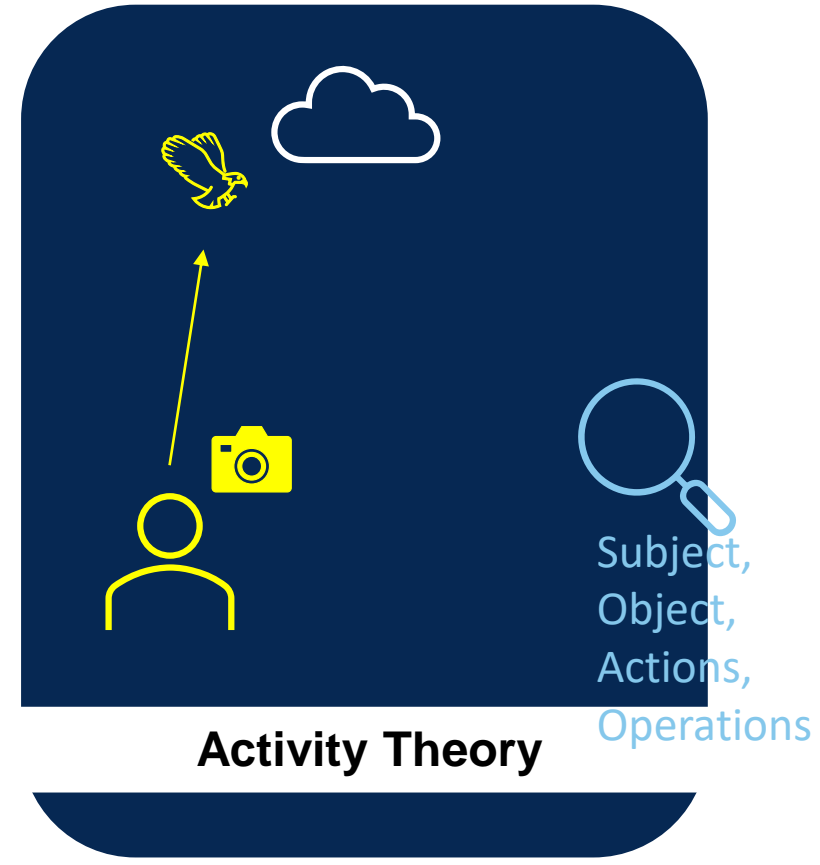 Subject,
Object,
Actions,
Operations
Activity Theory